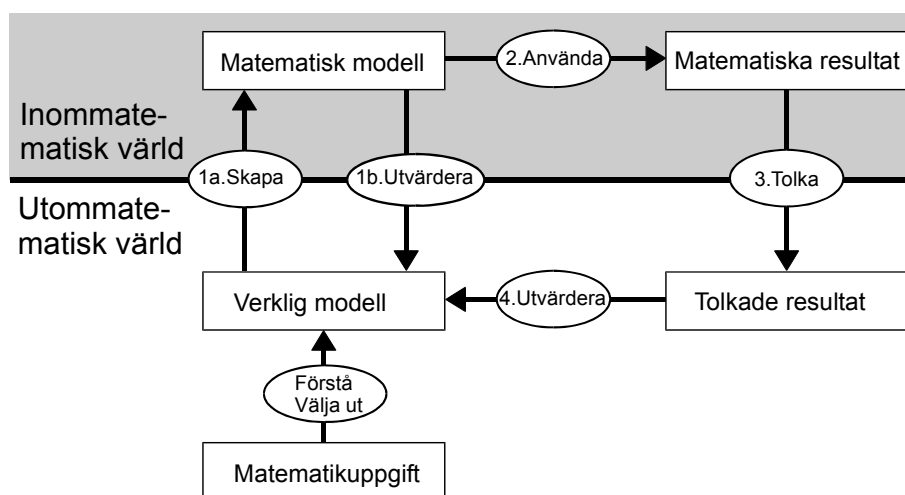 Matematisk modell
2.Använda
Matematiska resultat
Inommate-
matisk värld
1a.Skapa
1b.Utvärdera
3.Tolka
Utommate-
matisk värld
Verklig modell
4.Utvärdera
Tolkade resultat
Förstå
Välja ut
Matematikuppgift